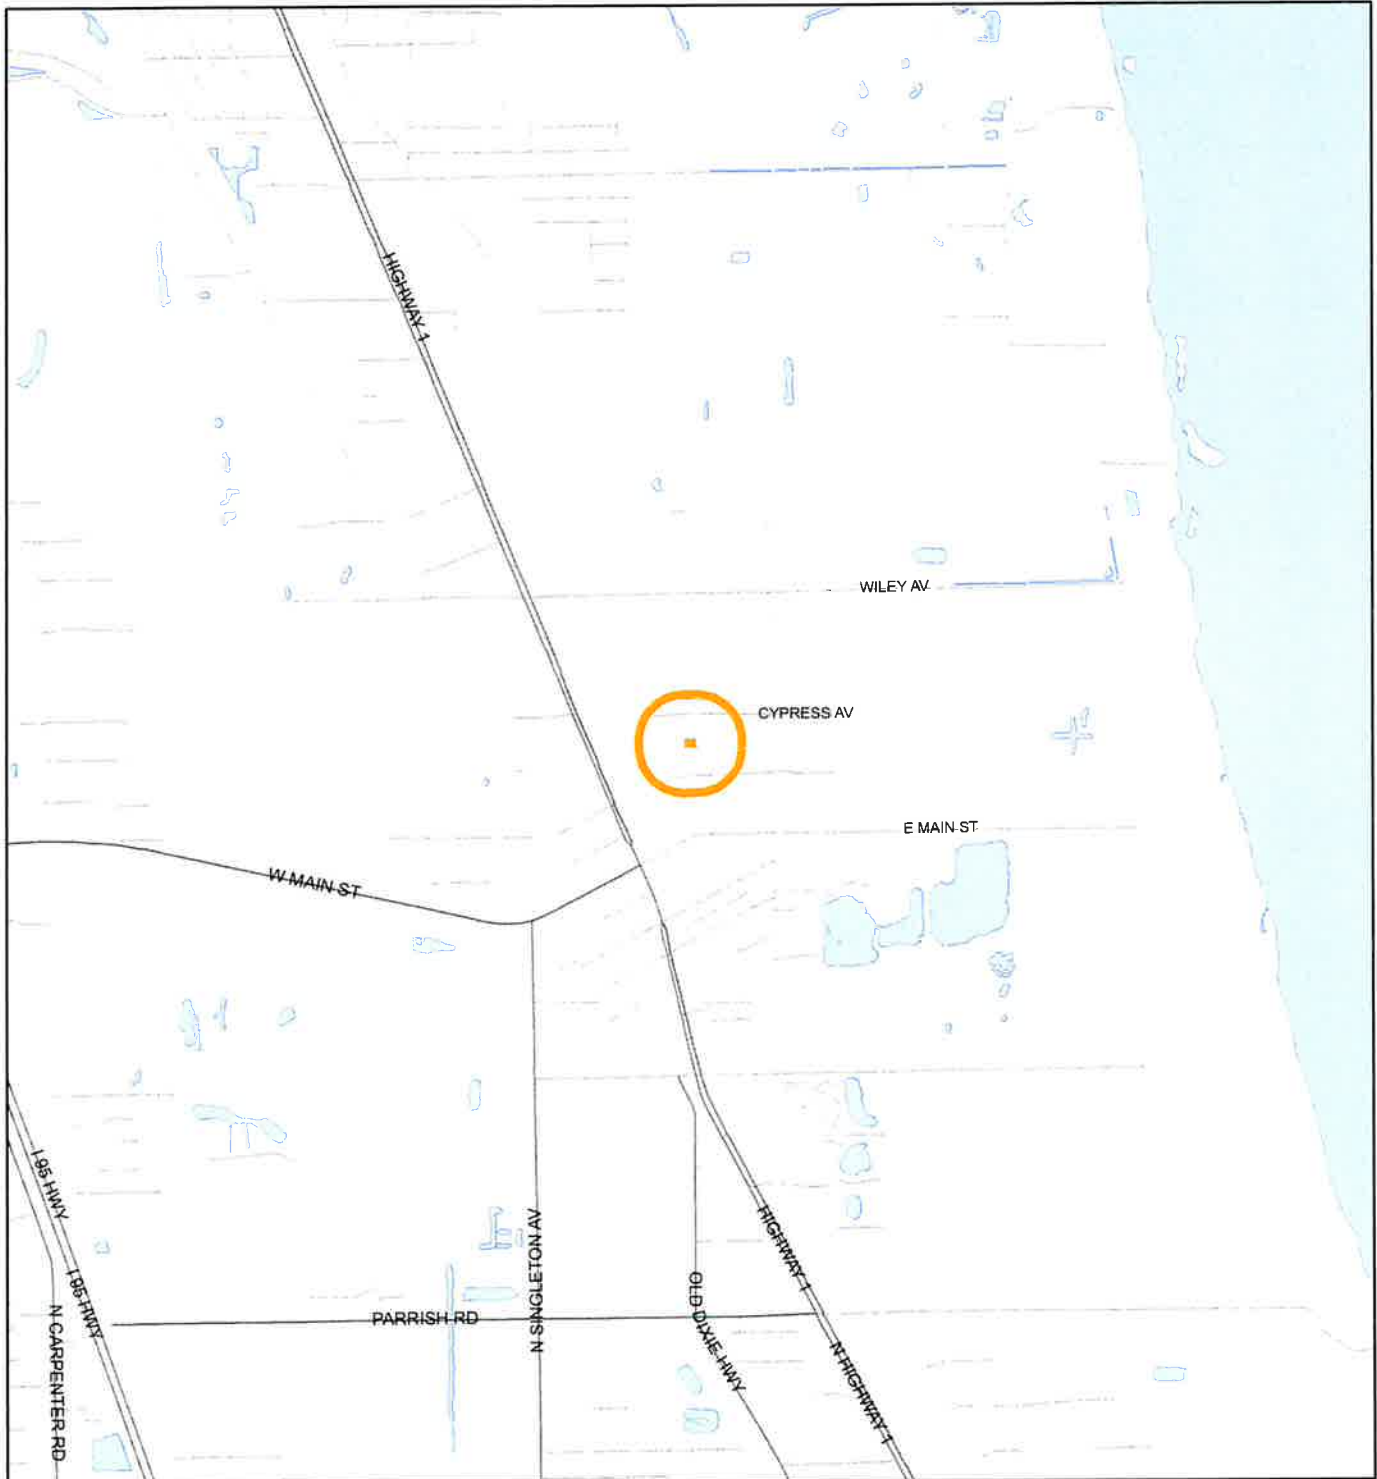 HIGHWAY 1
WILEY AV
CYPRESS AV
E MAIN ST
W MAIN ST
I 95 HWY
I 95 HWY
N CARPENTER RD
PARRISH RD
N SINGLETON AV
OLD DIXIE HWY
HIGHWAY 1
N HIGHWAY 1